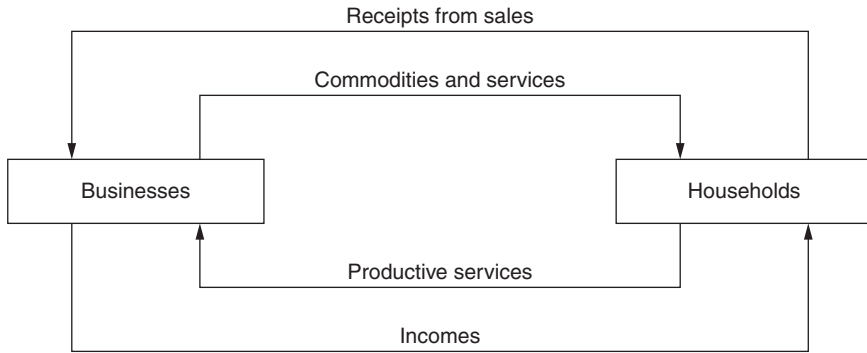 Receipts from sales
Commodities and services
Businesses
Households
Productive services
Incomes